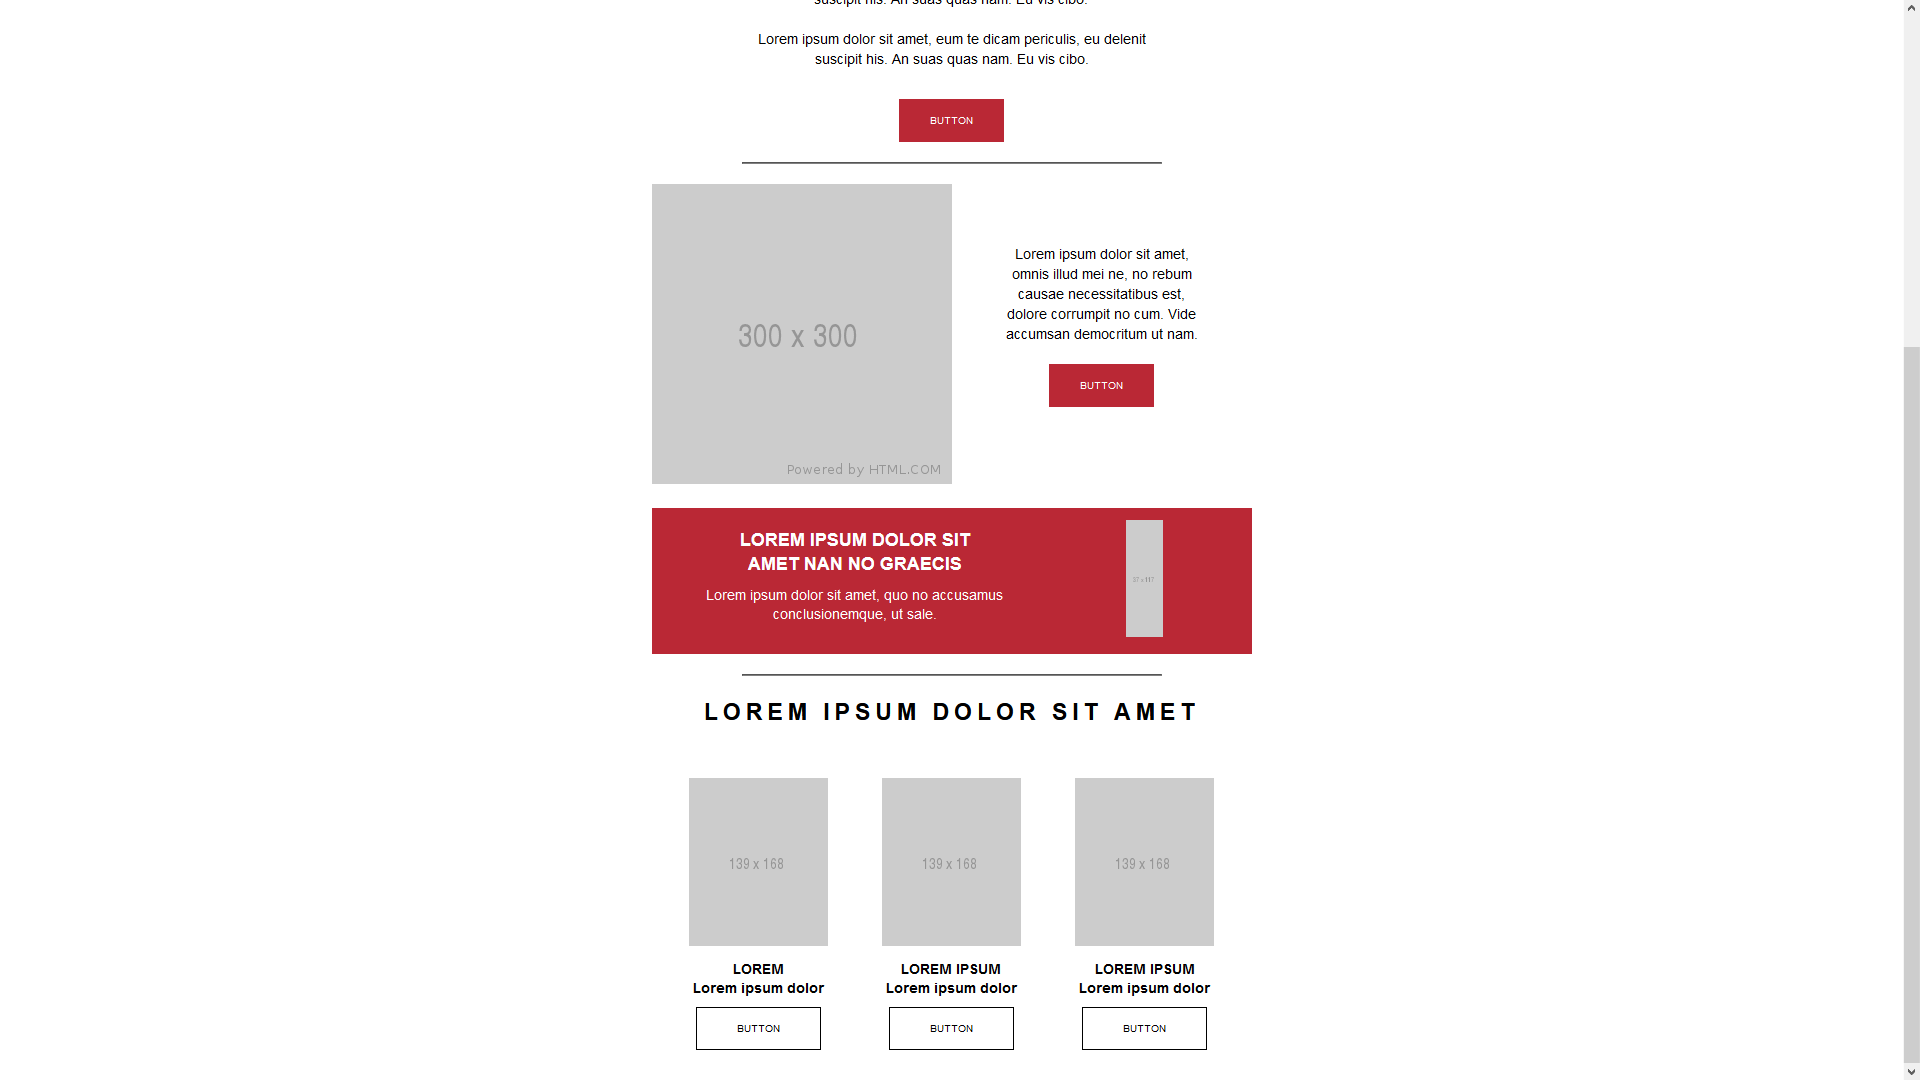 suscipit his. An suas quas nam. Eu vis cibo.
Lorem ipsum dolor sit amet, eum te dicam periculis, eu delenit
suscipit his. An suas quas nam. Eu vis cibo.
BUTTON
300 x 300
Powered by HTML.COM
Lorem ipsum dolor sit amet,
omnis illud mei ne, no rebum
causae necessitatibus est,
dolore corrumpit no cum. Vide
accumsan democritum ut nam.
BUTTON
LOREM IPSUM DOLOR SIT
AMET NAN NO GRAECIS
Lorem ipsum dolor sit amet, quo no accusamus
conclusionemque, ut sale.
37 x 117
LOREM IPSUM DOLOR SIT AMET
139 x 168
139 x 168
139 x 168
LOREM
Lorem ipsum dolor
BUTTON
LOREM IPSUM
Lorem ipsum dolor
BUTTON
LOREM IPSUM
Lorem ipsum dolor
BUTTON